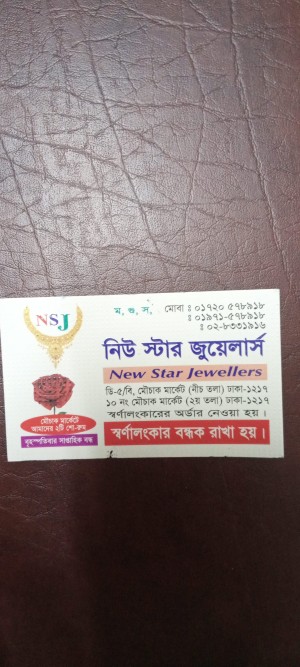 NSJ
ম, গু, স,
মোবা : ০১৭২০ ৫৭৮৯১৮
: ০১৯৭১-৫৭৮৯১৮
: ০২-৮৩৩১৯১৬
নিউ স্টার জুয়েলার্স
New Star Jewellers
ডি-৫/বি, মৌচাক মার্কেট (নীচ তলা) ঢাকা-১২১৭
১০ নং মৌচাক মার্কেট (২য় তলা) ঢাকা-১২১৭
স্বর্ণালংকারের অর্ডার নেওয়া হয়।
স্বর্ণালংকার বন্ধক রাখা হয়।
মৌচাক মার্কেটে
আমাদের ২টি শো-রুম
বৃহস্পতিবার সাপ্তাহিক বন্ধ